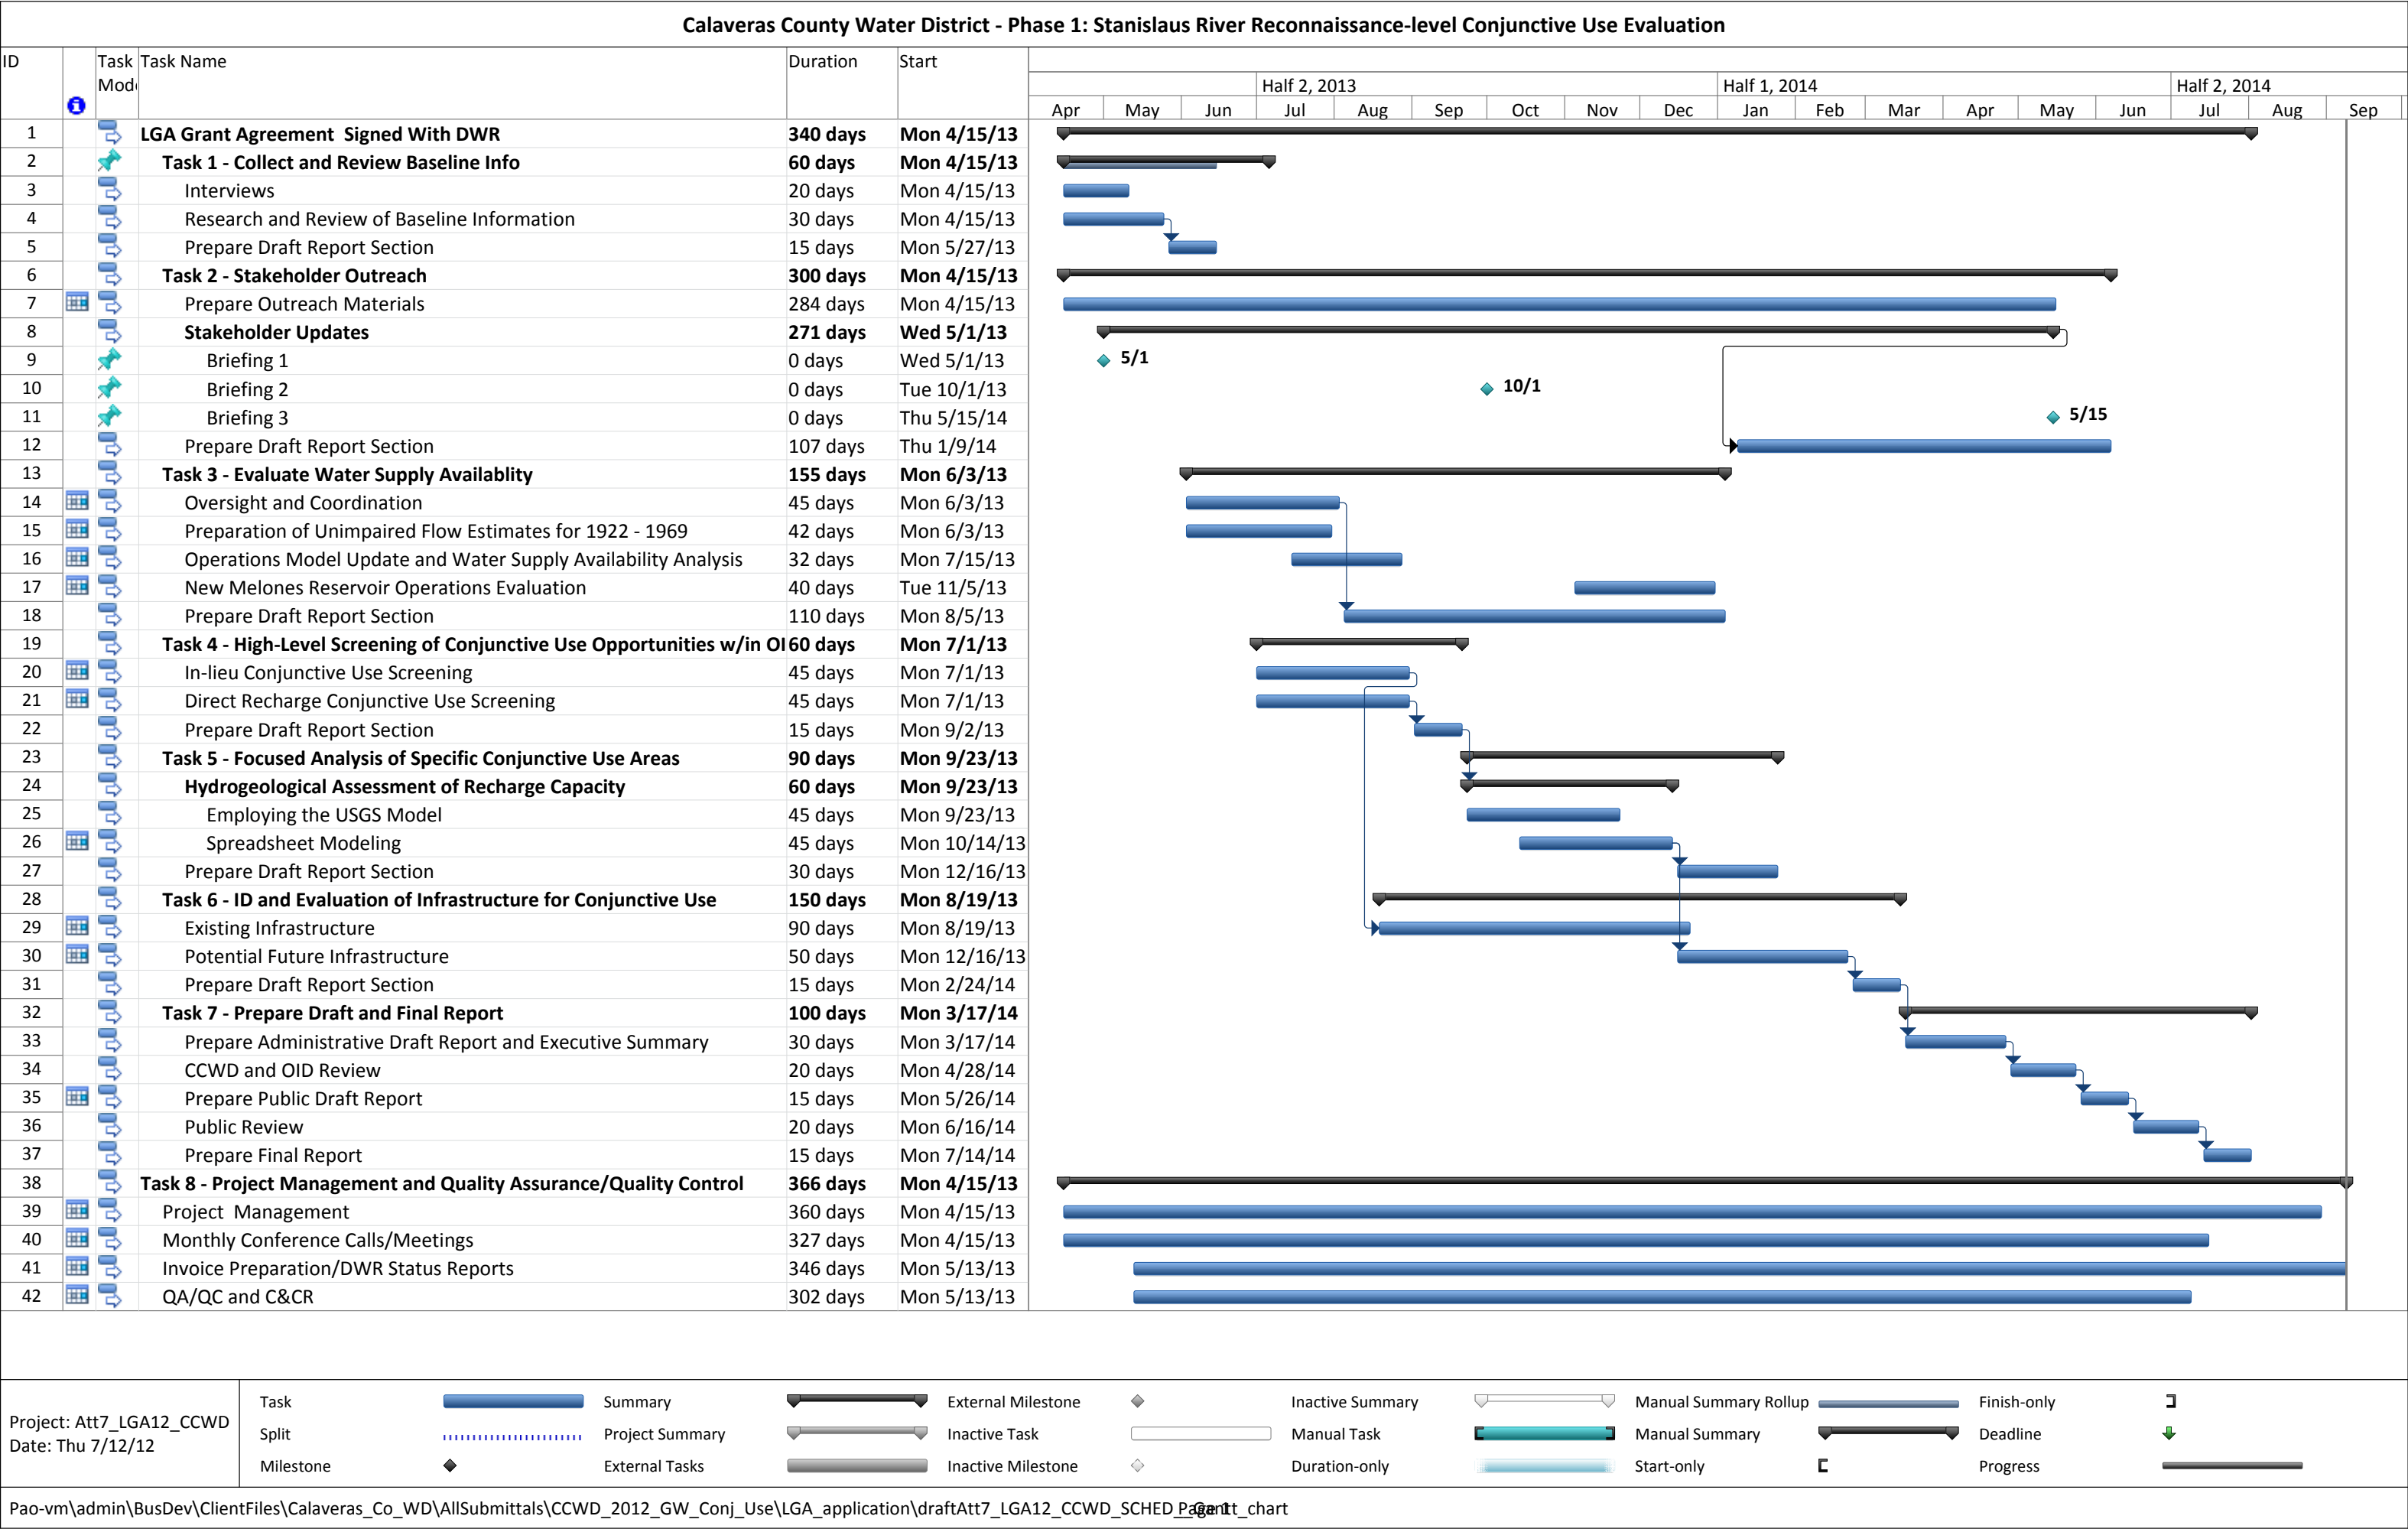 Calaveras County Water District - Phase 1: Stanislaus River Reconnaissance-level Conjunctive Use Evaluation
ID Task Task Name Duration Start
Mode
Half 2, 2013 Half 1, 2014 Half 2, 2014
Apr May Jun Jul Aug Sep Oct Nov Dec Jan Feb Mar Apr May Jun Jul Aug Sep
1 LGA Grant Agreement Signed With DWR 340 days Mon 4/15/13
2 Task 1 - Collect and Review Baseline Info 60 days Mon 4/15/13
3 Interviews 20 days Mon 4/15/13
4 Research and Review of Baseline Information 30 days Mon 4/15/13
5 Prepare Draft Report Section 15 days Mon 5/27/13
6 Task 2 - Stakeholder Outreach 300 days Mon 4/15/13
7 Prepare Outreach Materials 284 days Mon 4/15/13
8 Stakeholder Updates 271 days Wed 5/1/13
9 Briefing 1 0 days Wed 5/1/13 5/1
10 Briefing 2 0 days Tue 10/1/13 10/1
11 Briefing 3 0 days Thu 5/15/14 5/15
12 Prepare Draft Report Section 107 days Thu 1/9/14
13 Task 3 - Evaluate Water Supply Availablity 155 days Mon 6/3/13
14 Oversight and Coordination 45 days Mon 6/3/13
15 Preparation of Unimpaired Flow Estimates for 1922 - 1969 42 days Mon 6/3/13
16 Operations Model Update and Water Supply Availability Analysis 32 days Mon 7/15/13
17 New Melones Reservoir Operations Evaluation 40 days Tue 11/5/13
18 Prepare Draft Report Section 110 days Mon 8/5/13
19 Task 4 - High-Level Screening of Conjunctive Use Opportunities w/in OI 60 days Mon 7/1/13
20 In-lieu Conjunctive Use Screening 45 days Mon 7/1/13
21 Direct Recharge Conjunctive Use Screening 45 days Mon 7/1/13
22 Prepare Draft Report Section 15 days Mon 9/2/13
23 Task 5 - Focused Analysis of Specific Conjunctive Use Areas 90 days Mon 9/23/13
24 Hydrogeological Assessment of Recharge Capacity 60 days Mon 9/23/13
25 Employing the USGS Model 45 days Mon 9/23/13
26 Spreadsheet Modeling 45 days Mon 10/14/13
27 Prepare Draft Report Section 30 days Mon 12/16/13
28 Task 6 - ID and Evaluation of Infrastructure for Conjunctive Use 150 days Mon 8/19/13
29 Existing Infrastructure 90 days Mon 8/19/13
30 Potential Future Infrastructure 50 days Mon 12/16/13
31 Prepare Draft Report Section 15 days Mon 2/24/14
32 Task 7 - Prepare Draft and Final Report 100 days Mon 3/17/14
33 Prepare Administrative Draft Report and Executive Summary 30 days Mon 3/17/14
34 CCWD and OID Review 20 days Mon 4/28/14
35 Prepare Public Draft Report 15 days Mon 5/26/14
36 Public Review 20 days Mon 6/16/14
37 Prepare Final Report 15 days Mon 7/14/14
38 Task 8 - Project Management and Quality Assurance/Quality Control 366 days Mon 4/15/13
39 Project Management 360 days Mon 4/15/13
40 Monthly Conference Calls/Meetings 327 days Mon 4/15/13
41 Invoice Preparation/DWR Status Reports 346 days Mon 5/13/13
42 QA/QC and C&CR 302 days Mon 5/13/13
Project: Att7_LGA12_CCWD
Date: Thu 7/12/12
Task Summary External Milestone Inactive Summary Manual Summary Rollup Finish-only
Split Project Summary Inactive Task Manual Task Manual Summary Deadline
Milestone External Tasks Inactive Milestone Duration-only Start-only Progress
Pao-vm\admin\BusDev\ClientFiles\Calaveras_Co_WD\AllSubmittals\CCWD_2012_GW_Conj_Use\LGA_application\draftAtt7_LGA12_CCWD_SCHED__Gantt_chart
Page 1